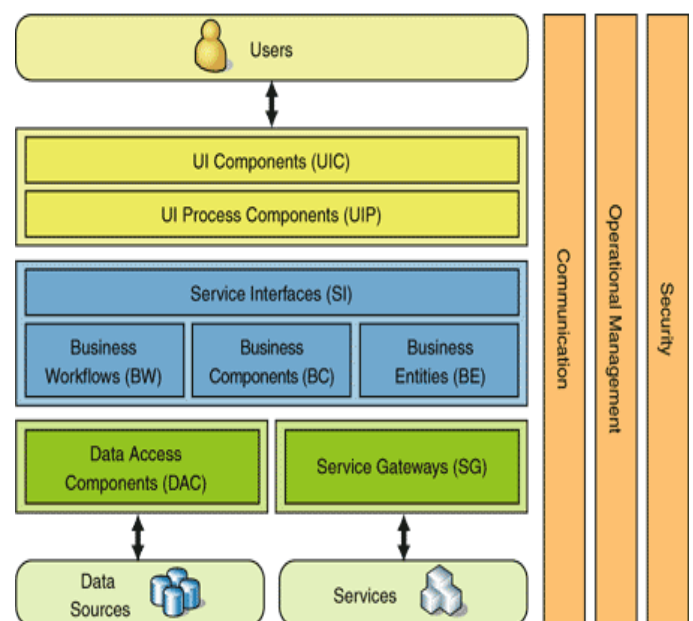 Users
UI Components (UIC)
UI Process Components (UIP)
Service Interfaces (SI)
Business
Workflows (BW)
Business
Components (BC)
Business
Entities (BE)
Data Access
Components (DAC)
Service Gateways (SG)
Data
Sources
Services
Communication
Operational Management
Security